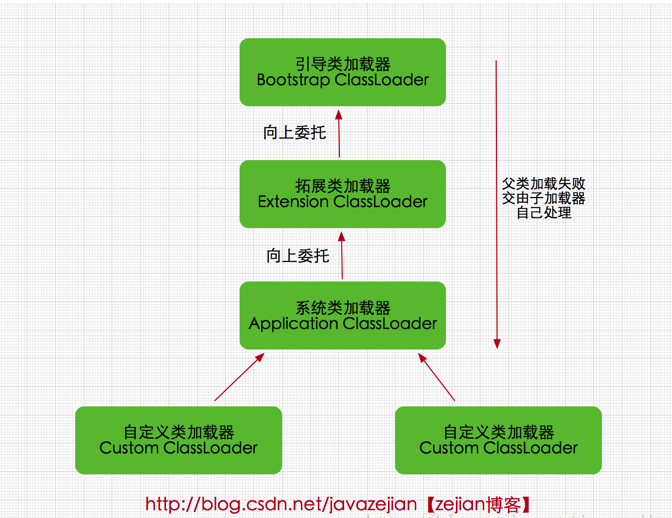 引导类加载器
Bootstrap ClassLoader
向上委托
拓展类加载器
Extension ClassLoader
父类加载失败
交由子加载器
自己处理
向上委托
系统类加载器
Application ClassLoader
自定义类加载器
Custom ClassLoader
自定义类加载器
Custom ClassLoader
http://blog.csdn.net/javazejian【zejian博客】